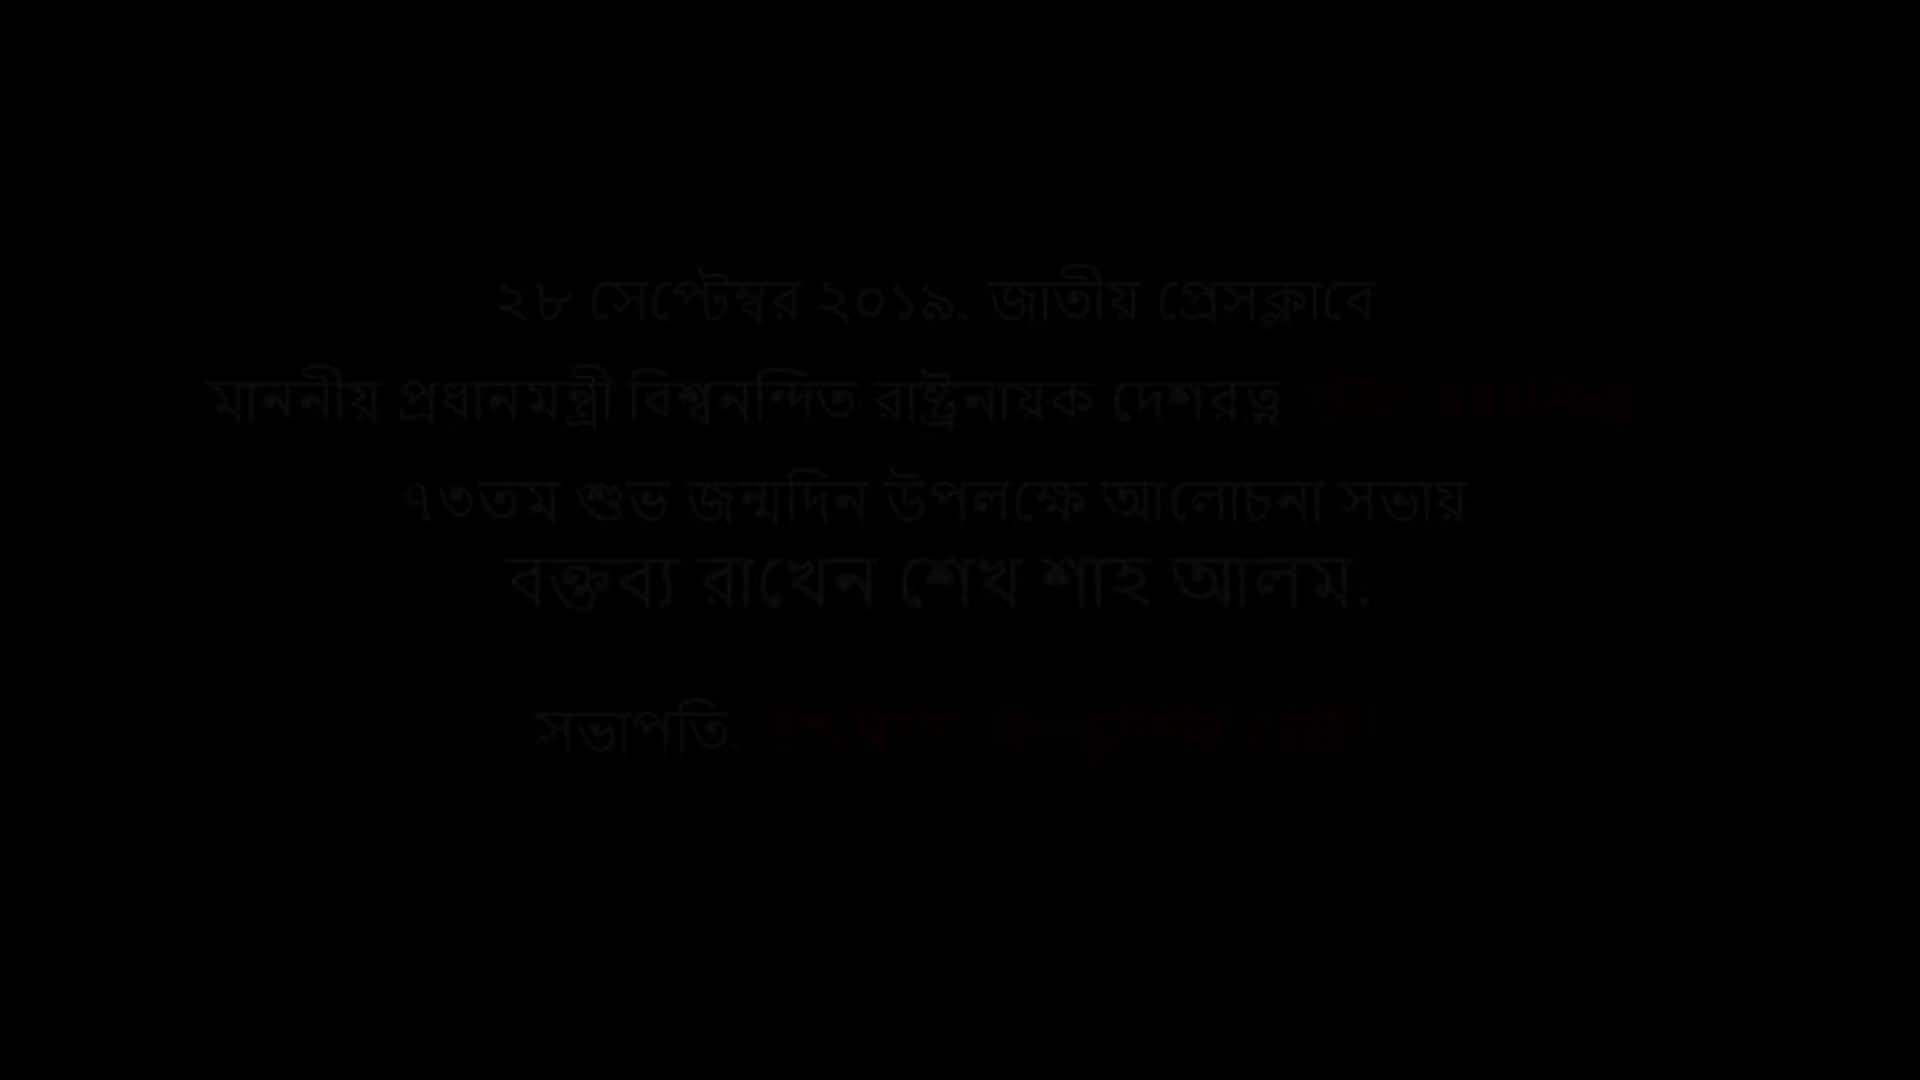 ২৮ সেপ্টেম্বর ২০১৯. জাতীয় প্রেসক্লাবে
মাননীয় প্রধানমন্ত্রী বিশ্বনন্দিত রাষ্ট্রনায়ক দেশরত্ন
৭৩তম শুভ জন্মদিন উপলক্ষে আলোচনা সভায়
বক্তব্য রাখেন শেখ শাহ আলম.
সভাপতি.